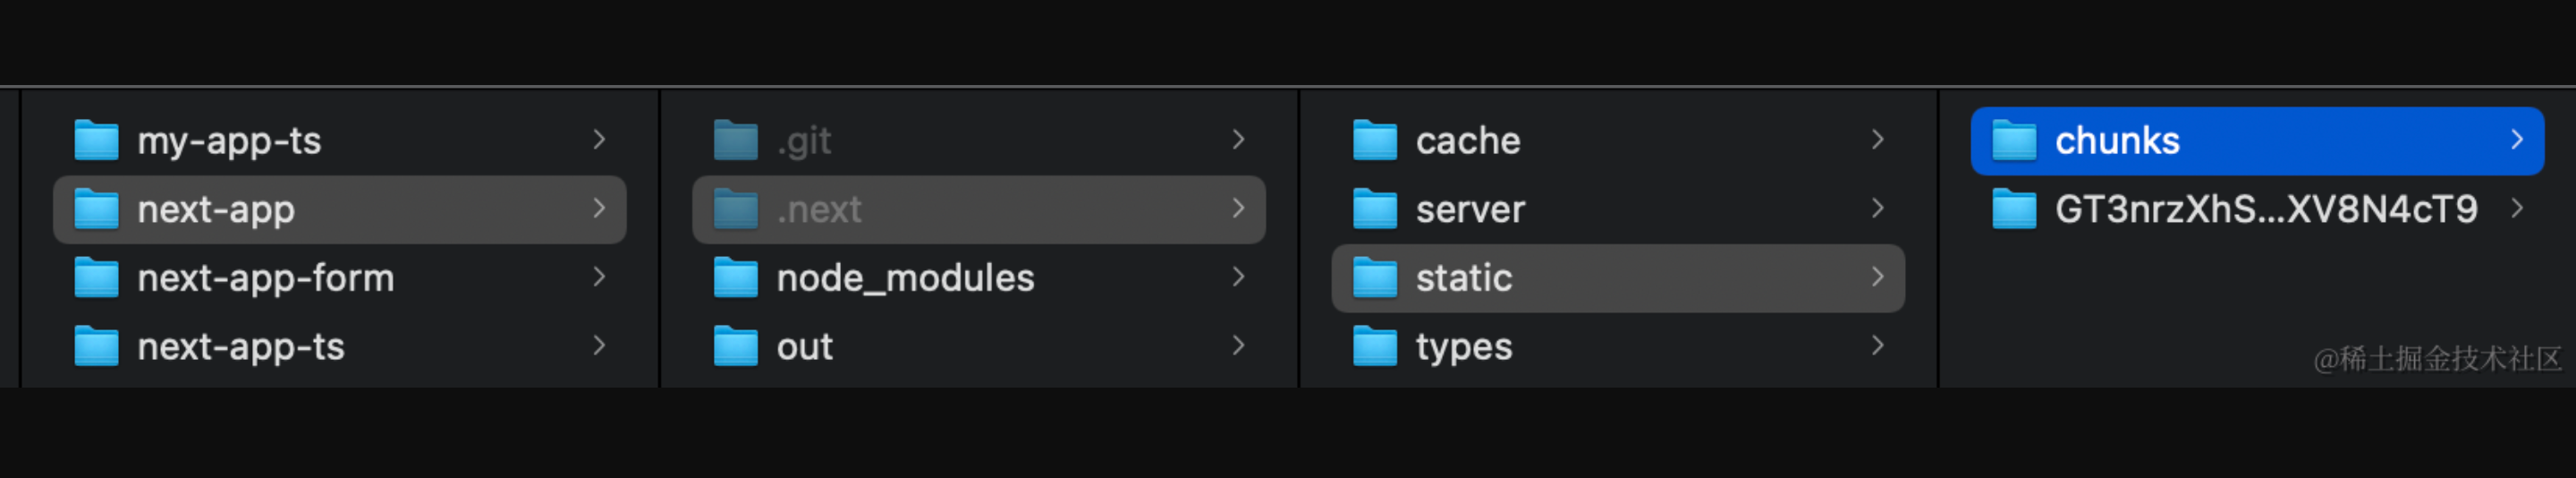 my-app-ts
next-app
next-app-form
next-app-ts
.git
.next
node_modules
out
cache
server
static
types
chunks
GT3nrzXhS...XV8N4cT9
@稀土掘金技术社区